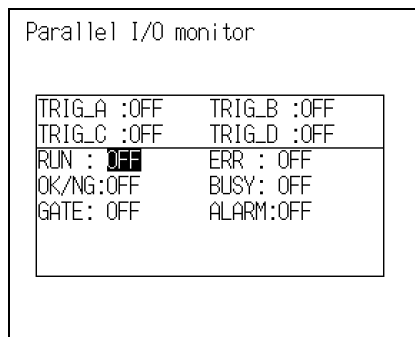 Parallel I/O monitor
TRIG_A :OFF TRIG_B :OFF
TRIG_C :OFF TRIG_D :OFF
RUN : OFF ERR : OFF
OK/NG:OFF BUSY: OFF
GATE: OFF ALARM:OFF